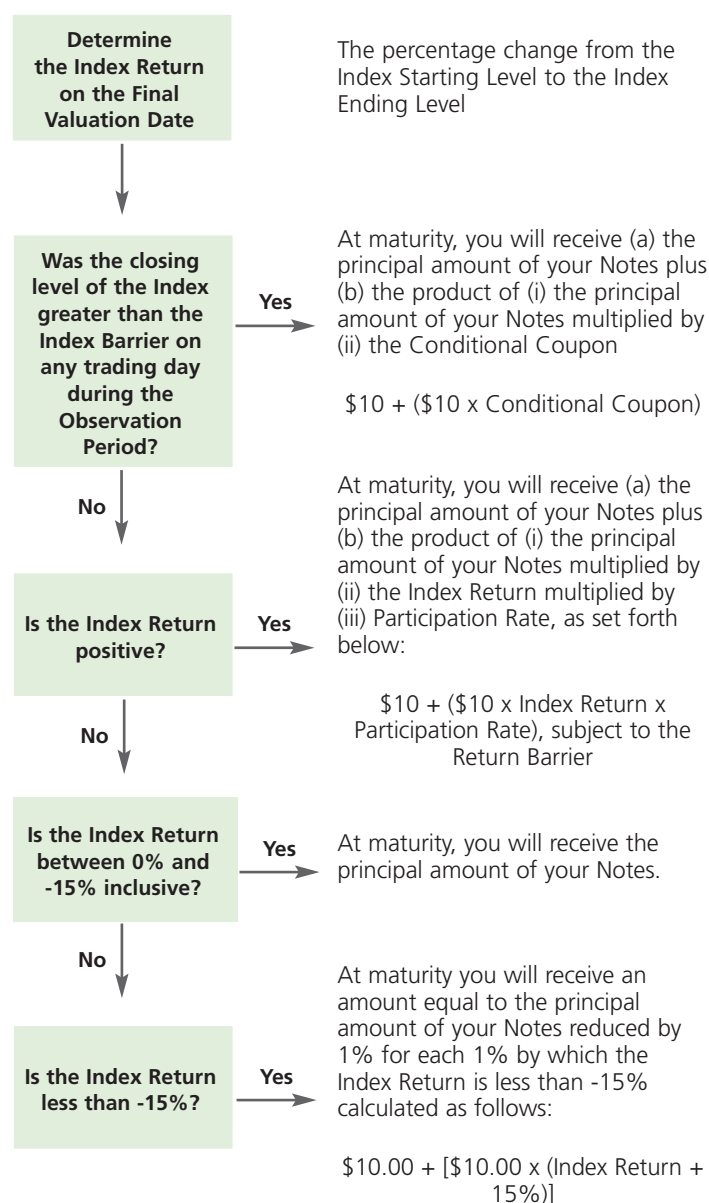 Determine
the Index Return
on the Final
Valuation Date
The percentage change from the
Index Starting Level to the Index
Ending Level
Was the closing
level of the Index
greater than the
Index Barrier on
any trading day
during the
Observation
Period?
Yes
At maturity, you will receive (a) the
principal amount of your Notes plus
(b) the product of (i) the principal
amount of your Notes multiplied by
(ii) the Conditional Coupon
$10 + ($10 x Conditional Coupon)
No
Is the Index Return
positive?
Yes
At maturity, you will receive (a) the
principal amount of your Notes plus
(b) the product of (i) the principal
amount of your Notes multiplied by
(ii) the Index Return multiplied by
(iii) Participation Rate, as set forth
below:
$10 + ($10 x Index Return x
Participation Rate), subject to the
Return Barrier
No
Is the Index Return
between 0% and
-15% inclusive?
Yes
At maturity, you will receive the
principal amount of your Notes.
No
Is the Index Return
less than -15%?
Yes
At maturity you will receive an
amount equal to the principal
amount of your Notes reduced by
1% for each 1% by which the
Index Return is less than -15%
calculated as follows:
$10.00 + [$10.00 x (Index Return +
15%)]